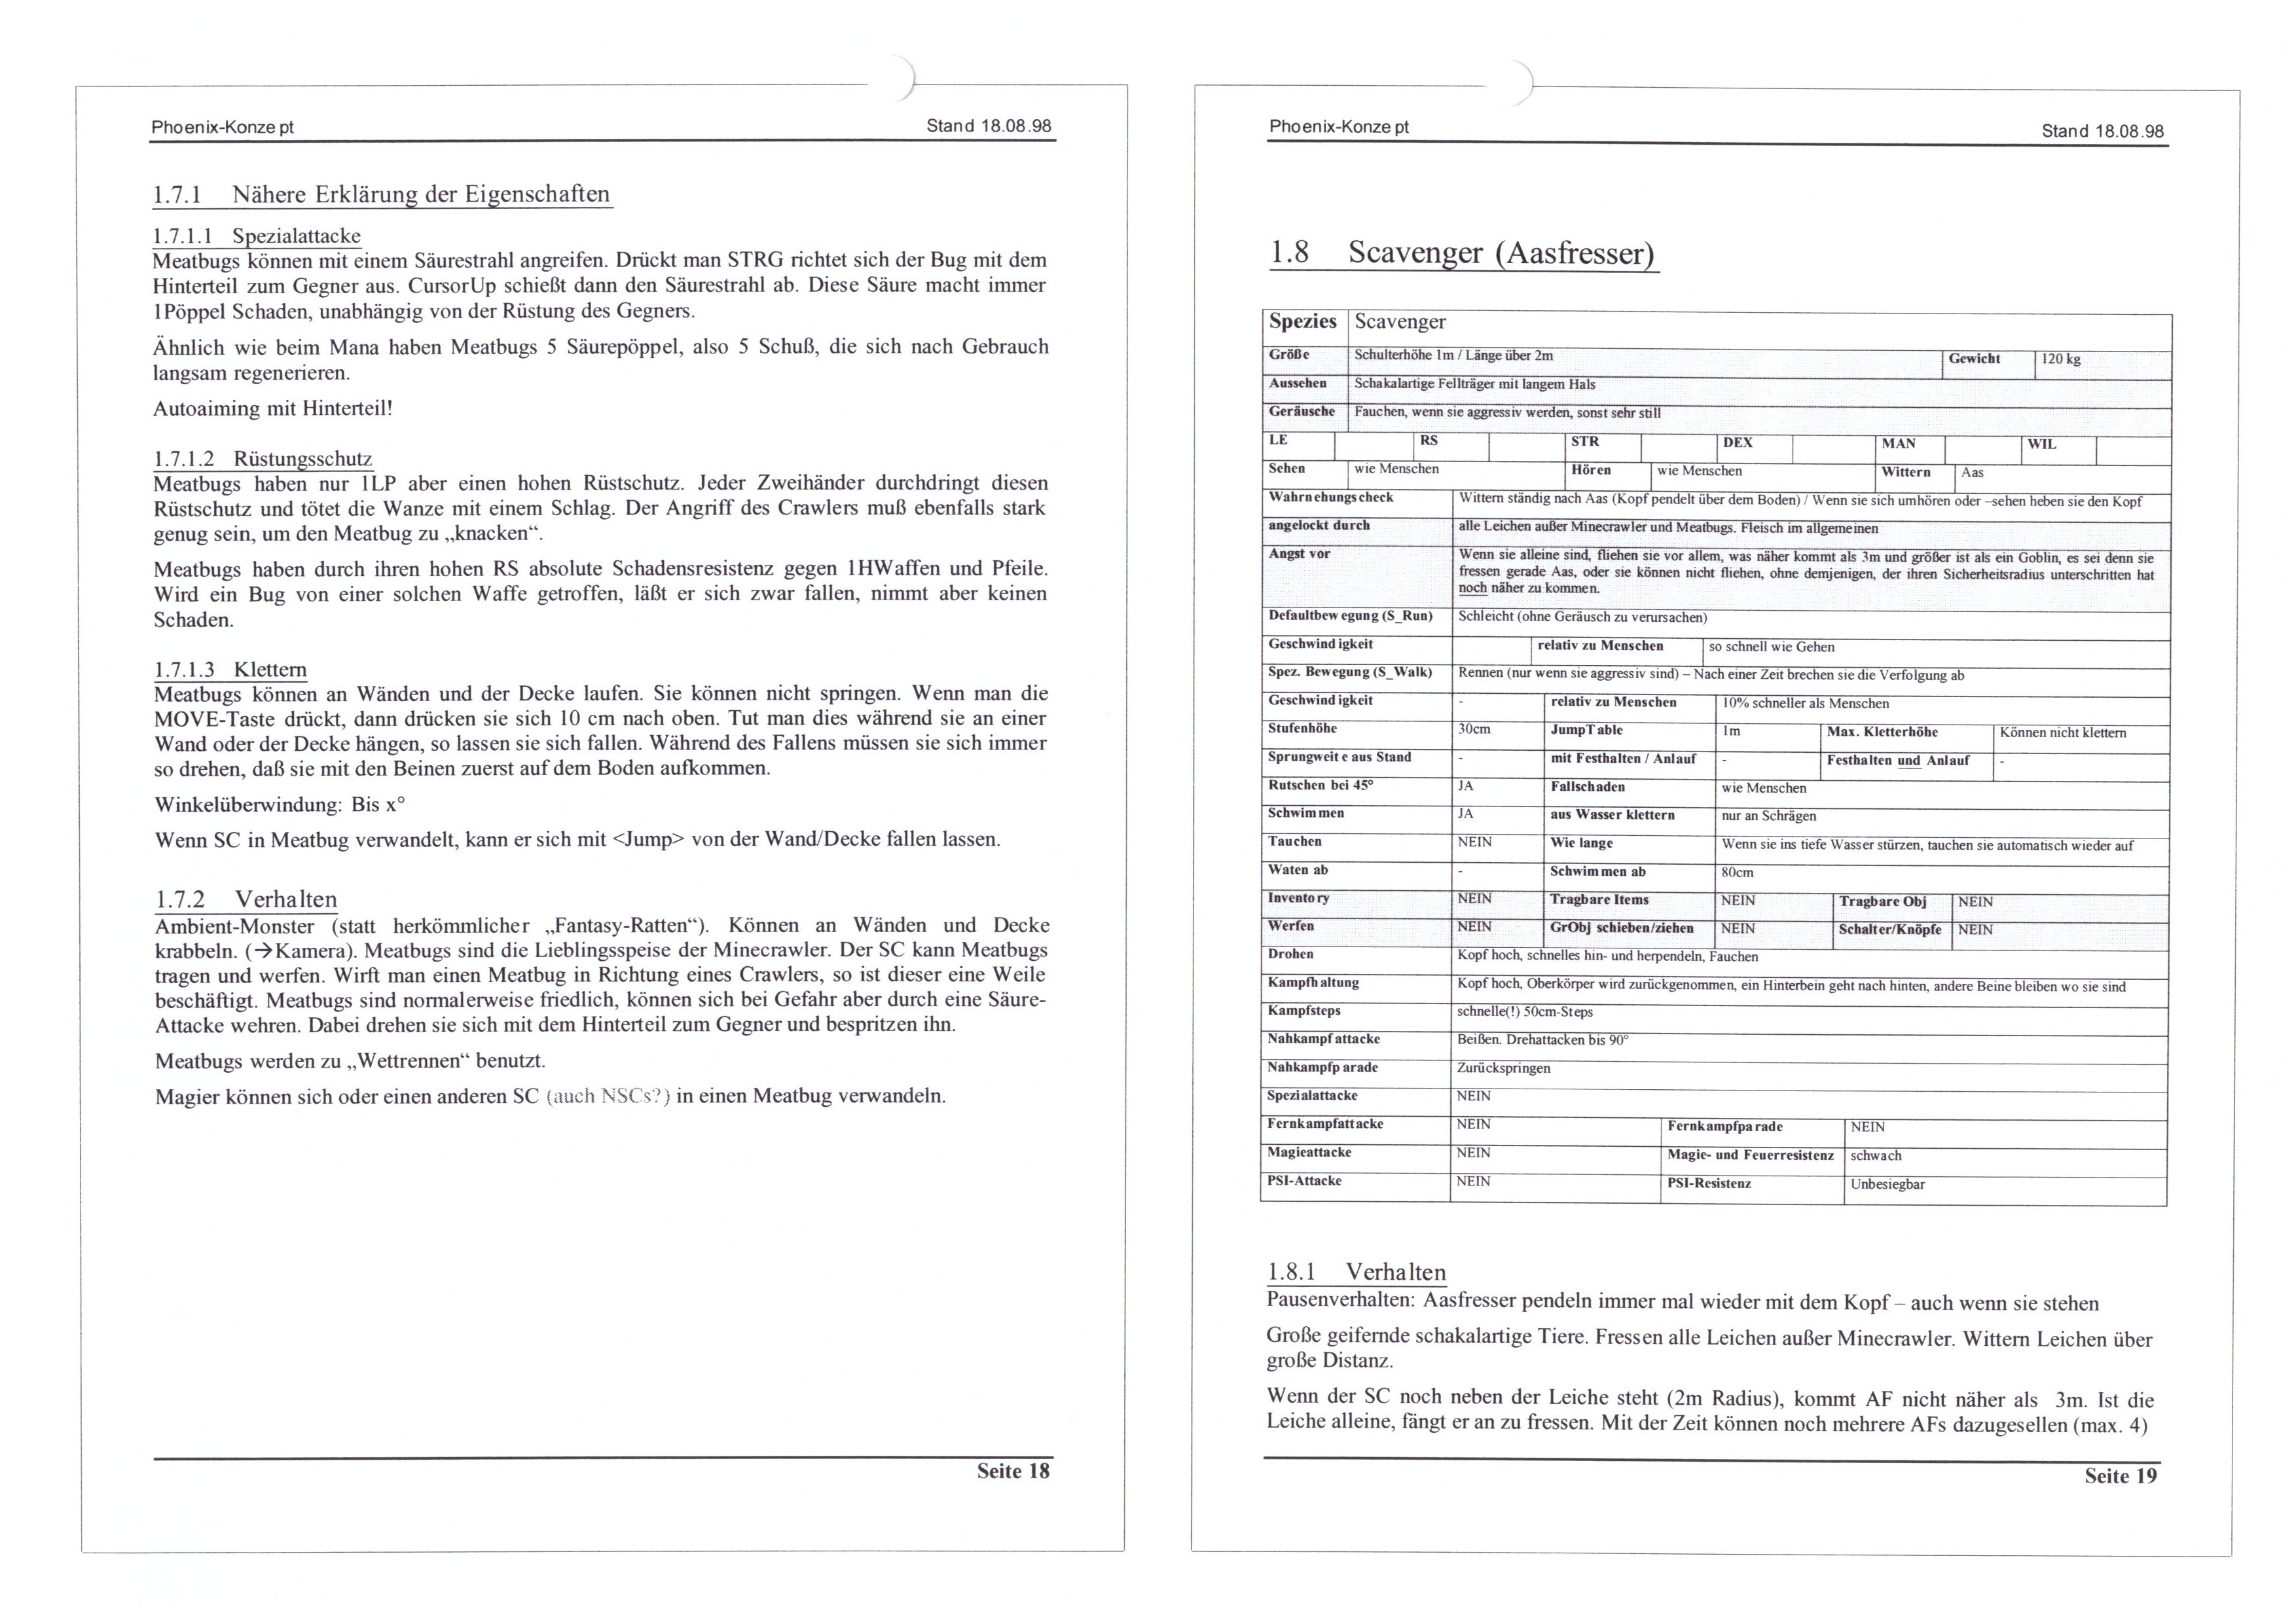 Phoenix-Konzept Stand 18.08.98
1.7.1 Nähere Erklärung der Eigenschaften
1.7.1.1 Spezialattacke
Meatbugs können mit einem Säurestrahl angreifen. Drückt man STRG richtet sich der Bug mit dem
Hinterteil zum Gegner aus. CursorUp schießt dann den Säurestrahl ab. Diese Säure macht immer
1Pöppel Schaden, unabhängig von der Rüstung des Gegners.
Ähnlich wie beim Mana haben Meatbugs 5 Säurepöppel, also 5 Schuß, die sich nach Gebrauch
langsam regenerieren.
Autoaiming mit Hinterteil!
1.7.1.2 Rüstungsschutz
Meatbugs haben nur 1LP aber einen hohen Rüstschutz. Jeder Zweihänder durchdringt diesen
Rüstschutz und tötet die Wanze mit einem Schlag. Der Angriff des Crawlers muß ebenfalls stark
genug sein, um den Meatbug zu „knacken“.
Meatbugs haben durch ihren hohen RS absolute Schadensresistenz gegen 1HWaffen und Pfeile.
Wird ein Bug von einer solchen Waffe getroffen, läßt er sich zwar fallen, nimmt aber keinen
Schaden.
1.7.1.3 Klettern
Meatbugs können an Wänden und der Decke laufen. Sie können nicht springen. Wenn man die
MOVE-Taste drückt, dann drücken sie sich 10 cm nach oben. Tut man dies während sie an einer
Wand oder der Decke hängen, so lassen sie sich fallen. Während des Fallens müssen sie sich immer
so drehen, daß sie mit den Beinen zuerst auf dem Boden aufkommen.
Winkelüberwindung: Bis x°
Wenn SC in Meatbug verwandelt, kann er sich mit <Jump> von der Wand/Decke fallen lassen.
1.7.2 Verhalten
Ambient-Monster (statt herkömmlicher „Fantasy-Ratten“). Können an Wänden und Decke
krabbeln. (→Kamera). Meatbugs sind die Lieblingsspeise der Minecrawler. Der SC kann Meatbugs
tragen und werfen. Wirft man einen Meatbug in Richtung eines Crawlers, so ist dieser eine Weile
beschäftigt. Meatbugs sind normalerweise friedlich, können sich bei Gefahr aber durch eine Säure-
Attacke wehren. Dabei drehen sie sich mit dem Hinterteil zum Gegner und bespritzen ihn.
Meatbugs werden zu „Wettrennen“ benutzt.
Magier können sich oder einen anderen SC (auch NSCs?) in einen Meatbug verwandeln.
Seite 18
Phoenix-Konzept Stand 18.08.98
1.8 Scavenger (Aasfresser)
Spezies Scavenger
Größe Schulterhöhe 1m / Länge über 2m Gewicht 120 kg
Aussehen Schakalartige Fellträger mit langem Hals
Geräusche Fauchen, wenn sie aggressiv werden, sonst sehr still
LE RS STR DEX MAN WIL
Sehen wie Menschen Hören wie Menschen Wittern Aas
Wahrnehungscheck Wittern ständig nach Aas (Kopf pendelt über dem Boden) / Wenn sie sich umhören oder –sehen heben sie den Kopf
angelockt durch alle Leichen außer Minecrawler und Meatbugs. Fleisch im allgemeinen
Angst vor Wenn sie alleine sind, fliehen sie vor allem, was näher kommt als 3m und größer ist als ein Goblin, es sei denn sie
fressen gerade Aas, oder sie können nicht fliehen, ohne demjenigen, der ihren Sicherheitsradius unterschritten hat
noch näher zu kommen.
Defaultbewegung (S_Run) Schleicht (ohne Geräusch zu verursachen)
Geschwindigkeit relativ zu Menschen so schnell wie Gehen
Spez. Bewegung (S_Walk) Rennen (nur wenn sie aggressiv sind) – Nach einer Zeit brechen sie die Verfolgung ab
Geschwindigkeit - relativ zu Menschen 10% schneller als Menschen
Stufenhöhe 30cm JumpTable 1m Max. Kletterhöhe Können nicht klettern
Sprungweite aus Stand - mit Festhalten / Anlauf - Festhalten und Anlauf -
Rutschen bei 45° JA Fallschaden wie Menschen
Schwimmen JA aus Wasser klettern nur an Schrägen
Tauchen NEIN Wie lange Wenn sie ins tiefe Wasser stürzen, tauchen sie automatisch wieder auf
Waten ab - Schwimmen ab 80cm
Inventory NEIN Tragbare Items NEIN Tragbare Obj NEIN
Werfen NEIN GrObj schieben/ziehen NEIN Schalter/Knöpfe NEIN
Drohen Kopf hoch, schnelles hin- und herpendeln, Fauchen
Kampfhaltung Kopf hoch, Oberkörper wird zurückgenommen, ein Hinterbein geht nach hinten, andere Beine bleiben wo sie sind
Kampfsteps schnelle(!) 50cm-Steps
Nahkampfattacke Beißen. Drehattacken bis 90°
Nahkampfparade Zurückspringen
Spezialattacke NEIN
Fernkampfattacke NEIN Fernkampfparade NEIN
Magieattacke NEIN Magie- und Feuerresistenz schwach
PSI-Attacke NEIN PSI-Resistenz Unbesiegbar
1.8.1 Verhalten
Pausenverhalten: Aasfresser pendeln immer mal wieder mit dem Kopf – auch wenn sie stehen
Große geifernde schakalartige Tiere. Fressen alle Leichen außer Minecrawler. Wittern Leichen über
große Distanz.
Wenn der SC noch neben der Leiche steht (2m Radius), kommt AF nicht näher als 3m. Ist die
Leiche alleine, fängt er an zu fressen. Mit der Zeit können noch mehrere AFs dazugesellen (max. 4)
Seite 19